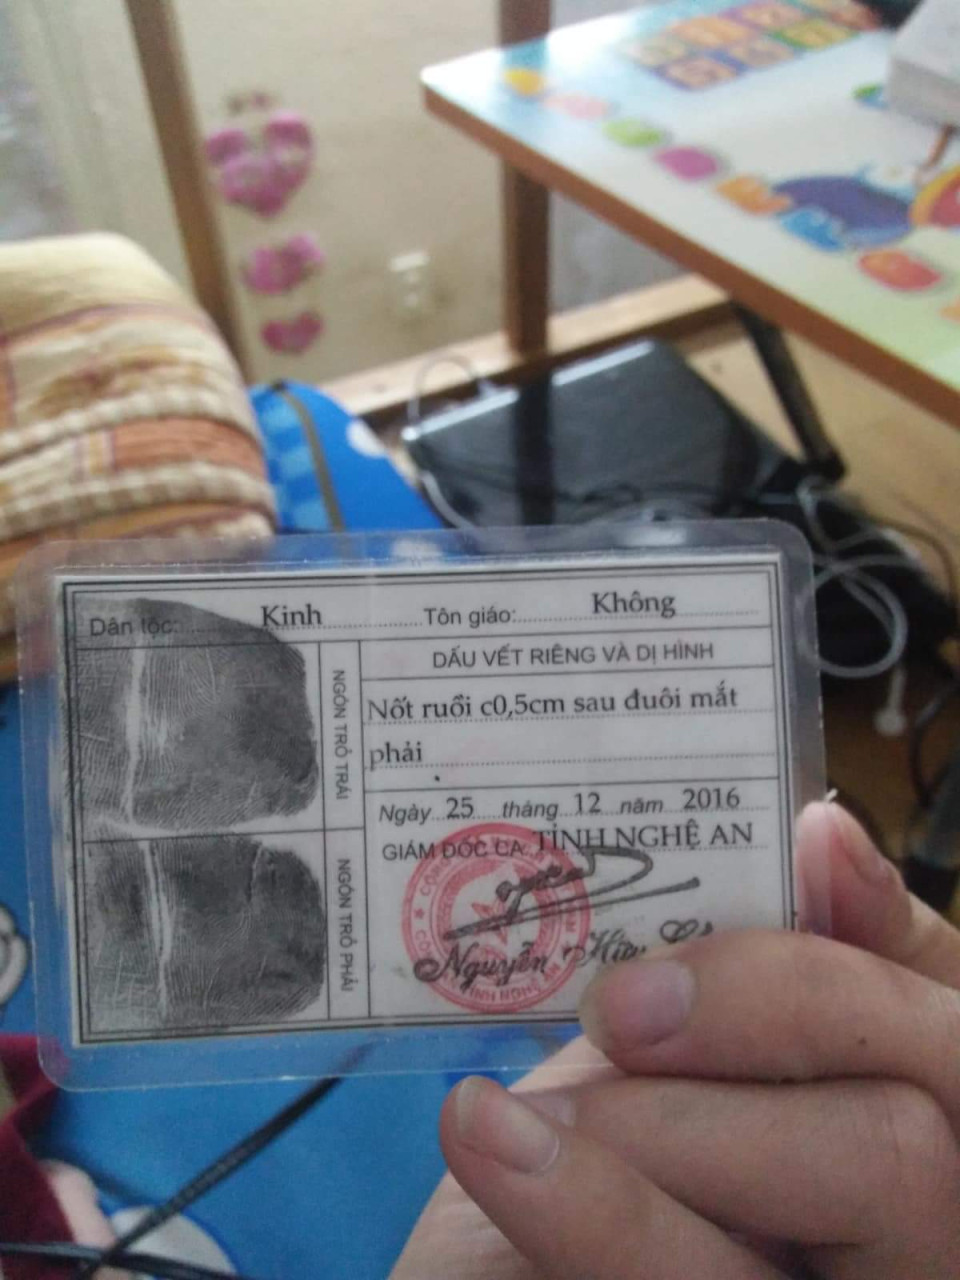 Dân tộc: Kinh Tôn giáo: Không
DẤU VẾT RIÊNG VÀ DỊ HÌNH
NGÓN TRỎ TRÁI
Nốt ruồi c0,5cm sau đuôi mắt
phải
Ngày 25 tháng 12 năm 2016
GIÁM ĐỐC CA: TỈNH NGHỆ AN
NGÓN TRỎ PHẢI
Nguyễn Hữu